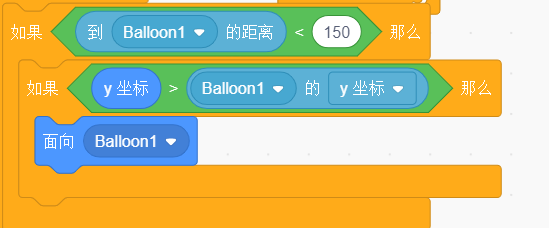 如果 到 Balloon1 的距离 < 150 那么
如果 y 坐标 > Balloon1 的 y 坐标 那么
面向 Balloon1